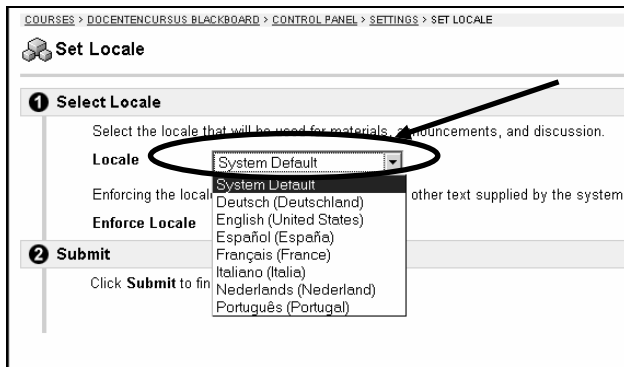 COURSES > DOCENTENCURSUS BLACKBOARD > CONTROL PANEL > SETTINGS > SET LOCALE
Set Locale
1 Select Locale
Select the locale that will be used for materials, announcements, and discussion.
Locale System Default
System Default
Enforcing the local other text supplied by the system
Deutsch (Deutschland)
English (United States)
Enforce Locale
Español (España)
Français (France)
2 Submit
Italiano (Italia)
Click Submit to fin
Nederlands (Nederland)
Português (Portugal)